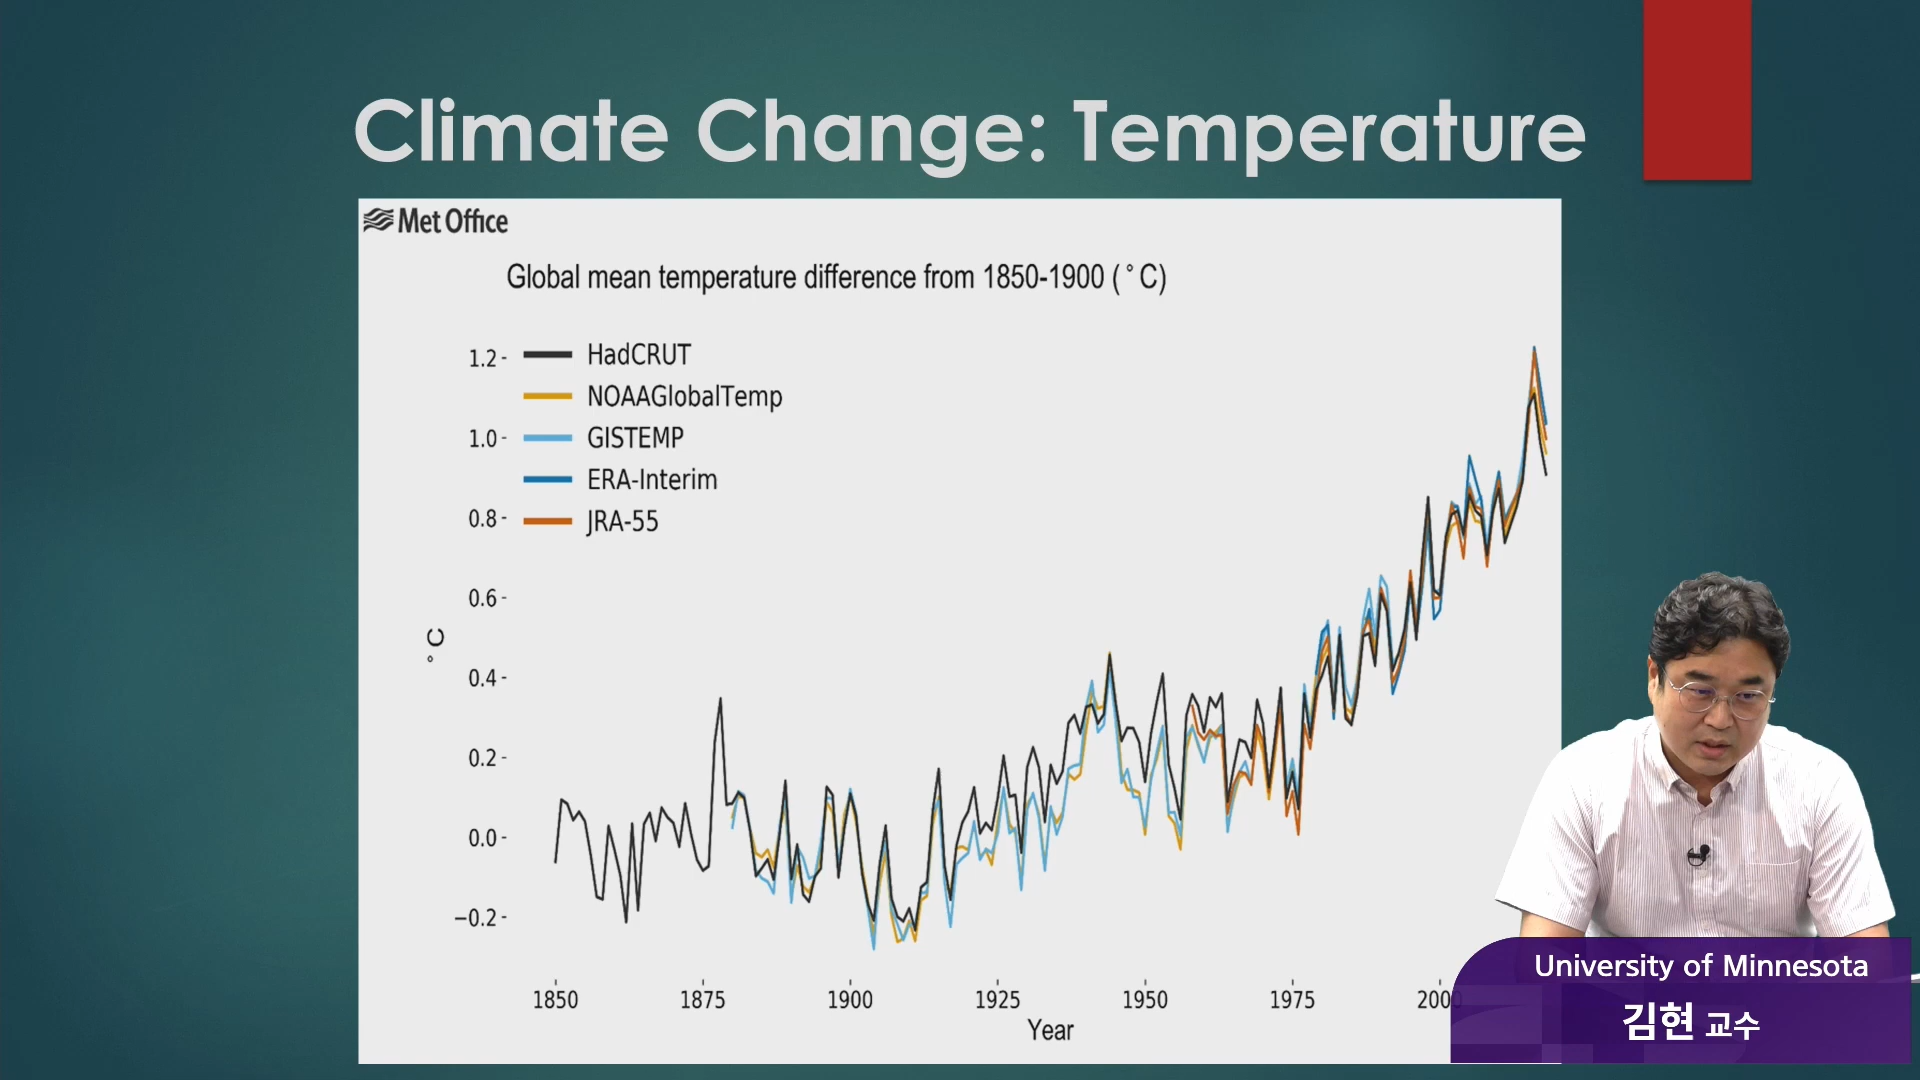 Climate Change: Temperature
Met Office
Global mean temperature difference from 1850-1900 (°C)
1.2
1.0
0.8
0.6
0.4
0.2
0.0
−0.2
°C
HadCRUT
NOAAGlobalTemp
GISTEMP
ERA-Interim
JRA-55
1850 1875 1900 1925 1950 1975 200
Year
University of Minnesota
김현 교수